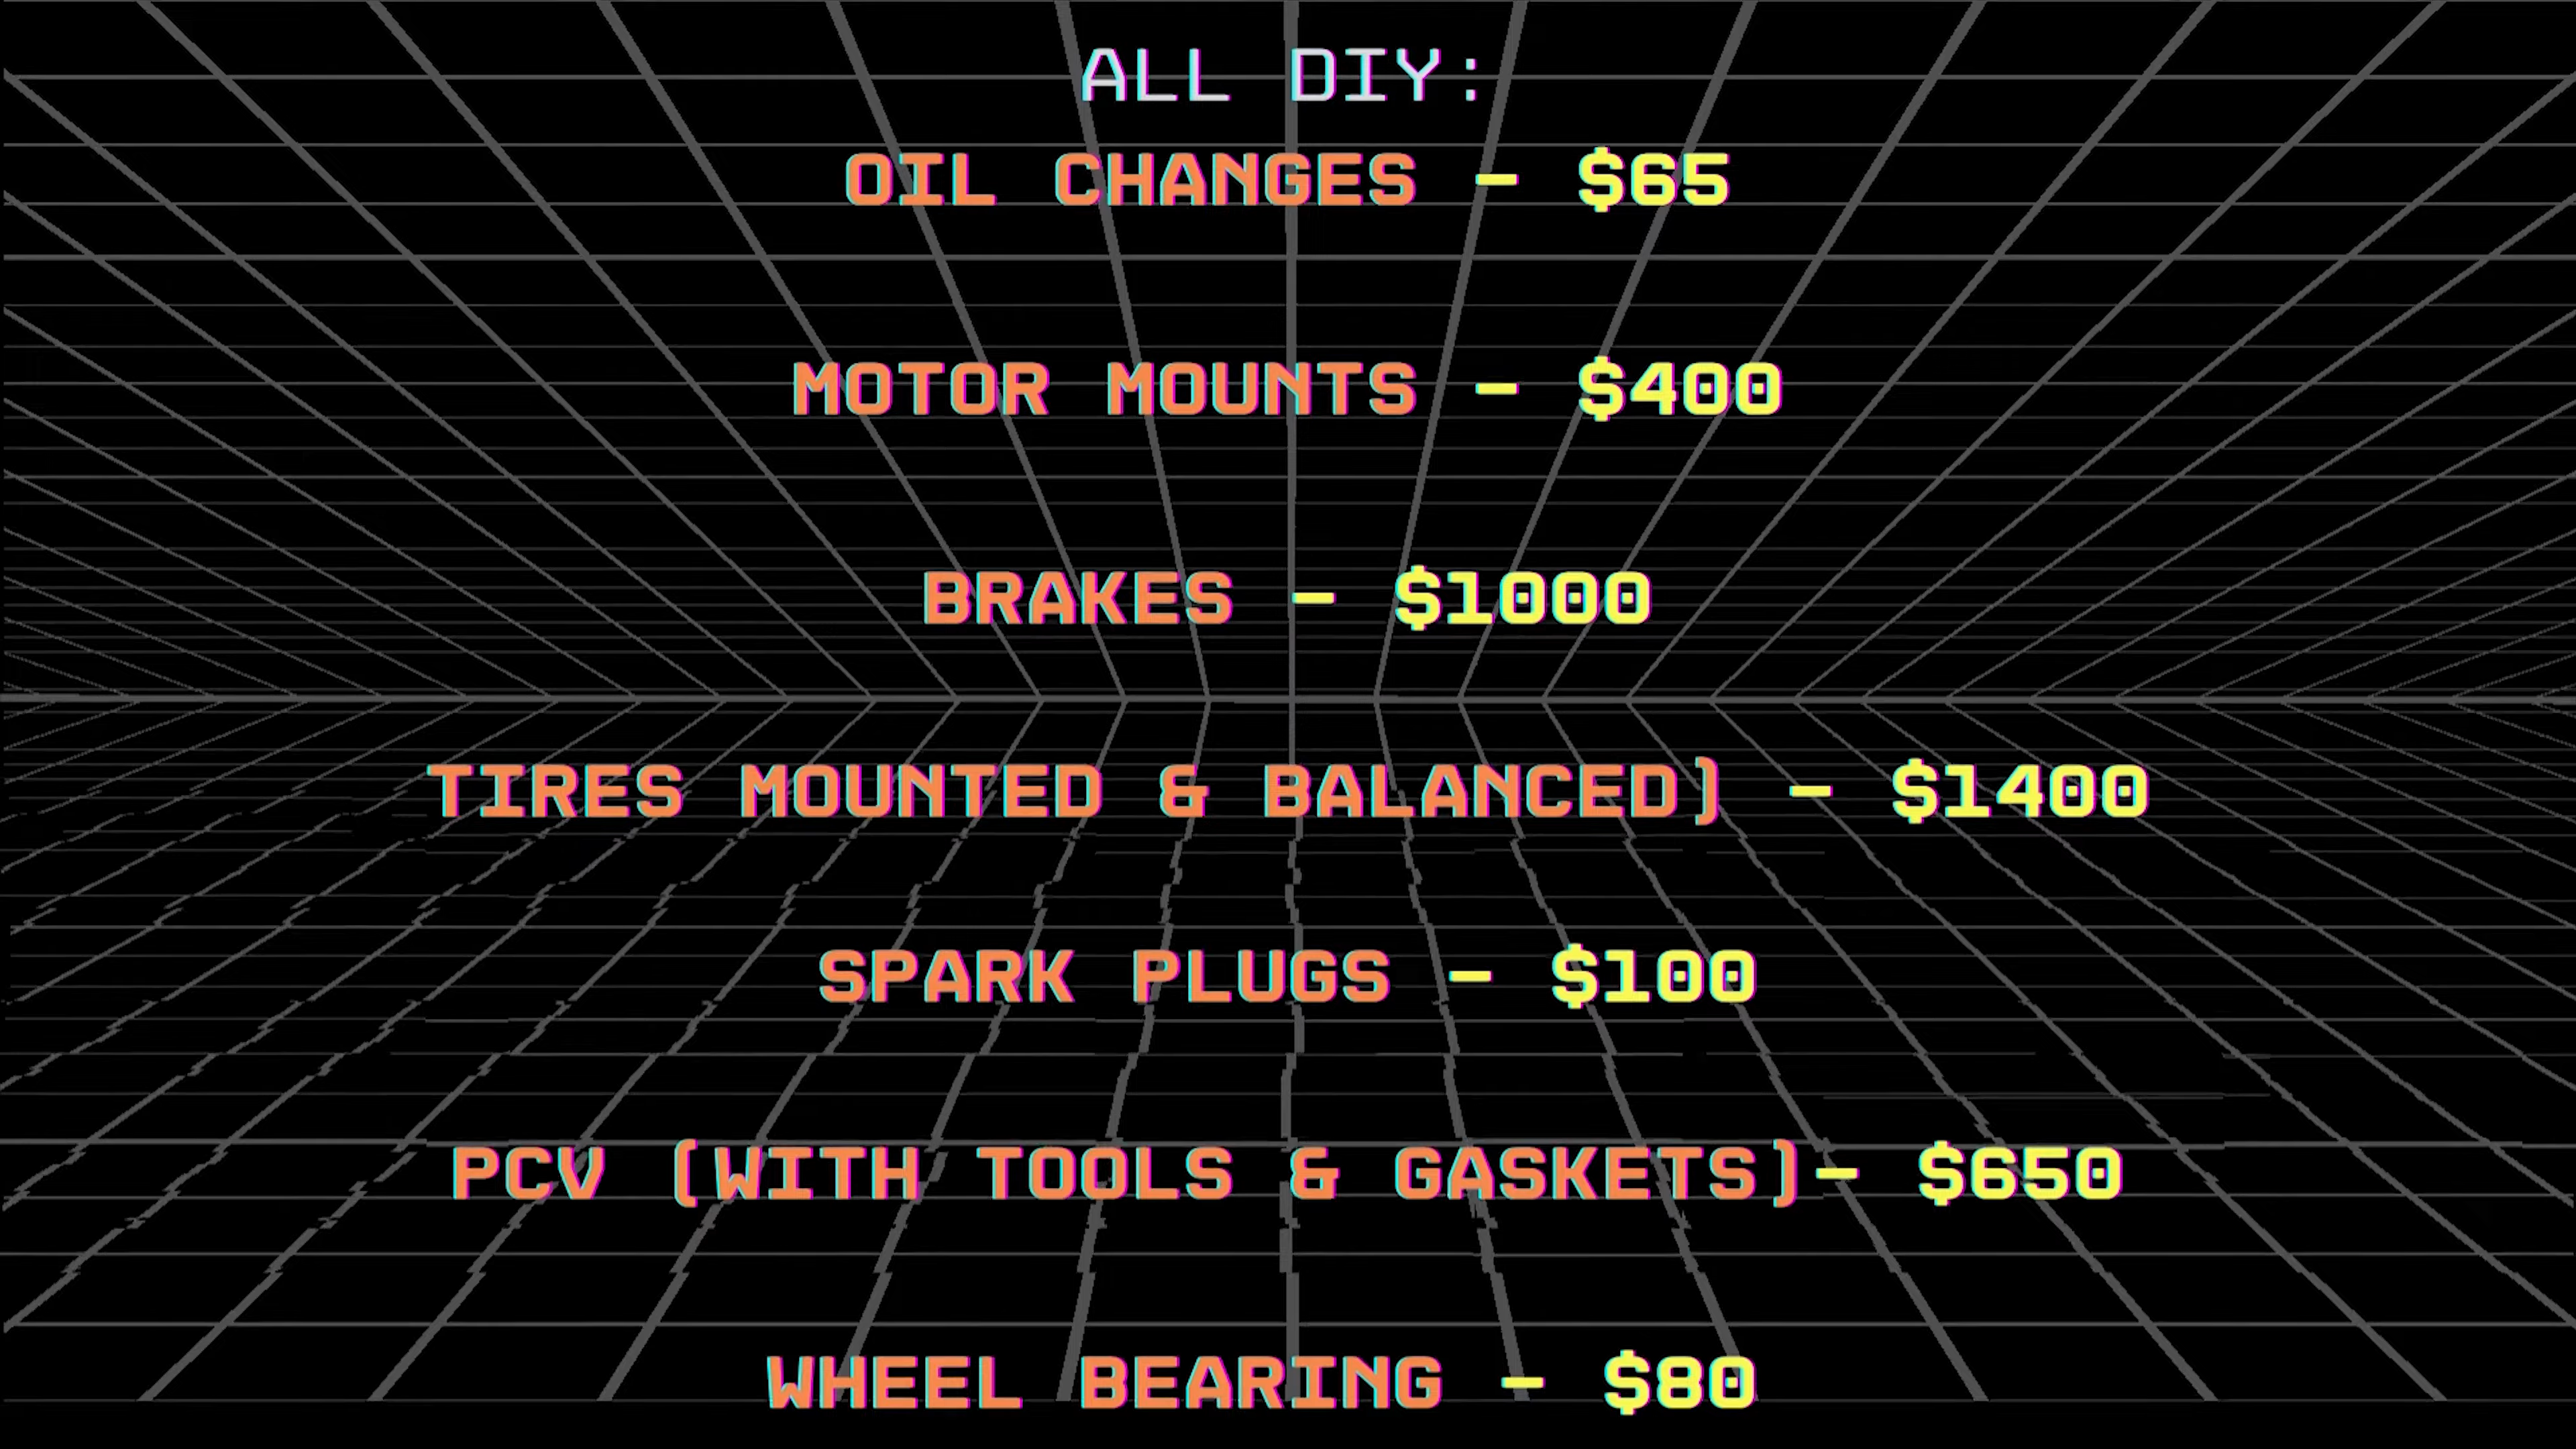 ALL DIY:
OIL CHANGES - $65
MOTOR MOUNTS - $400
BRAKES - $1000
TIRES MOUNTED & BALANCED) - $1400
SPARK PLUGS - $100
PCV (WITH TOOLS & GASKETS)- $650
WHEEL BEARING - $80